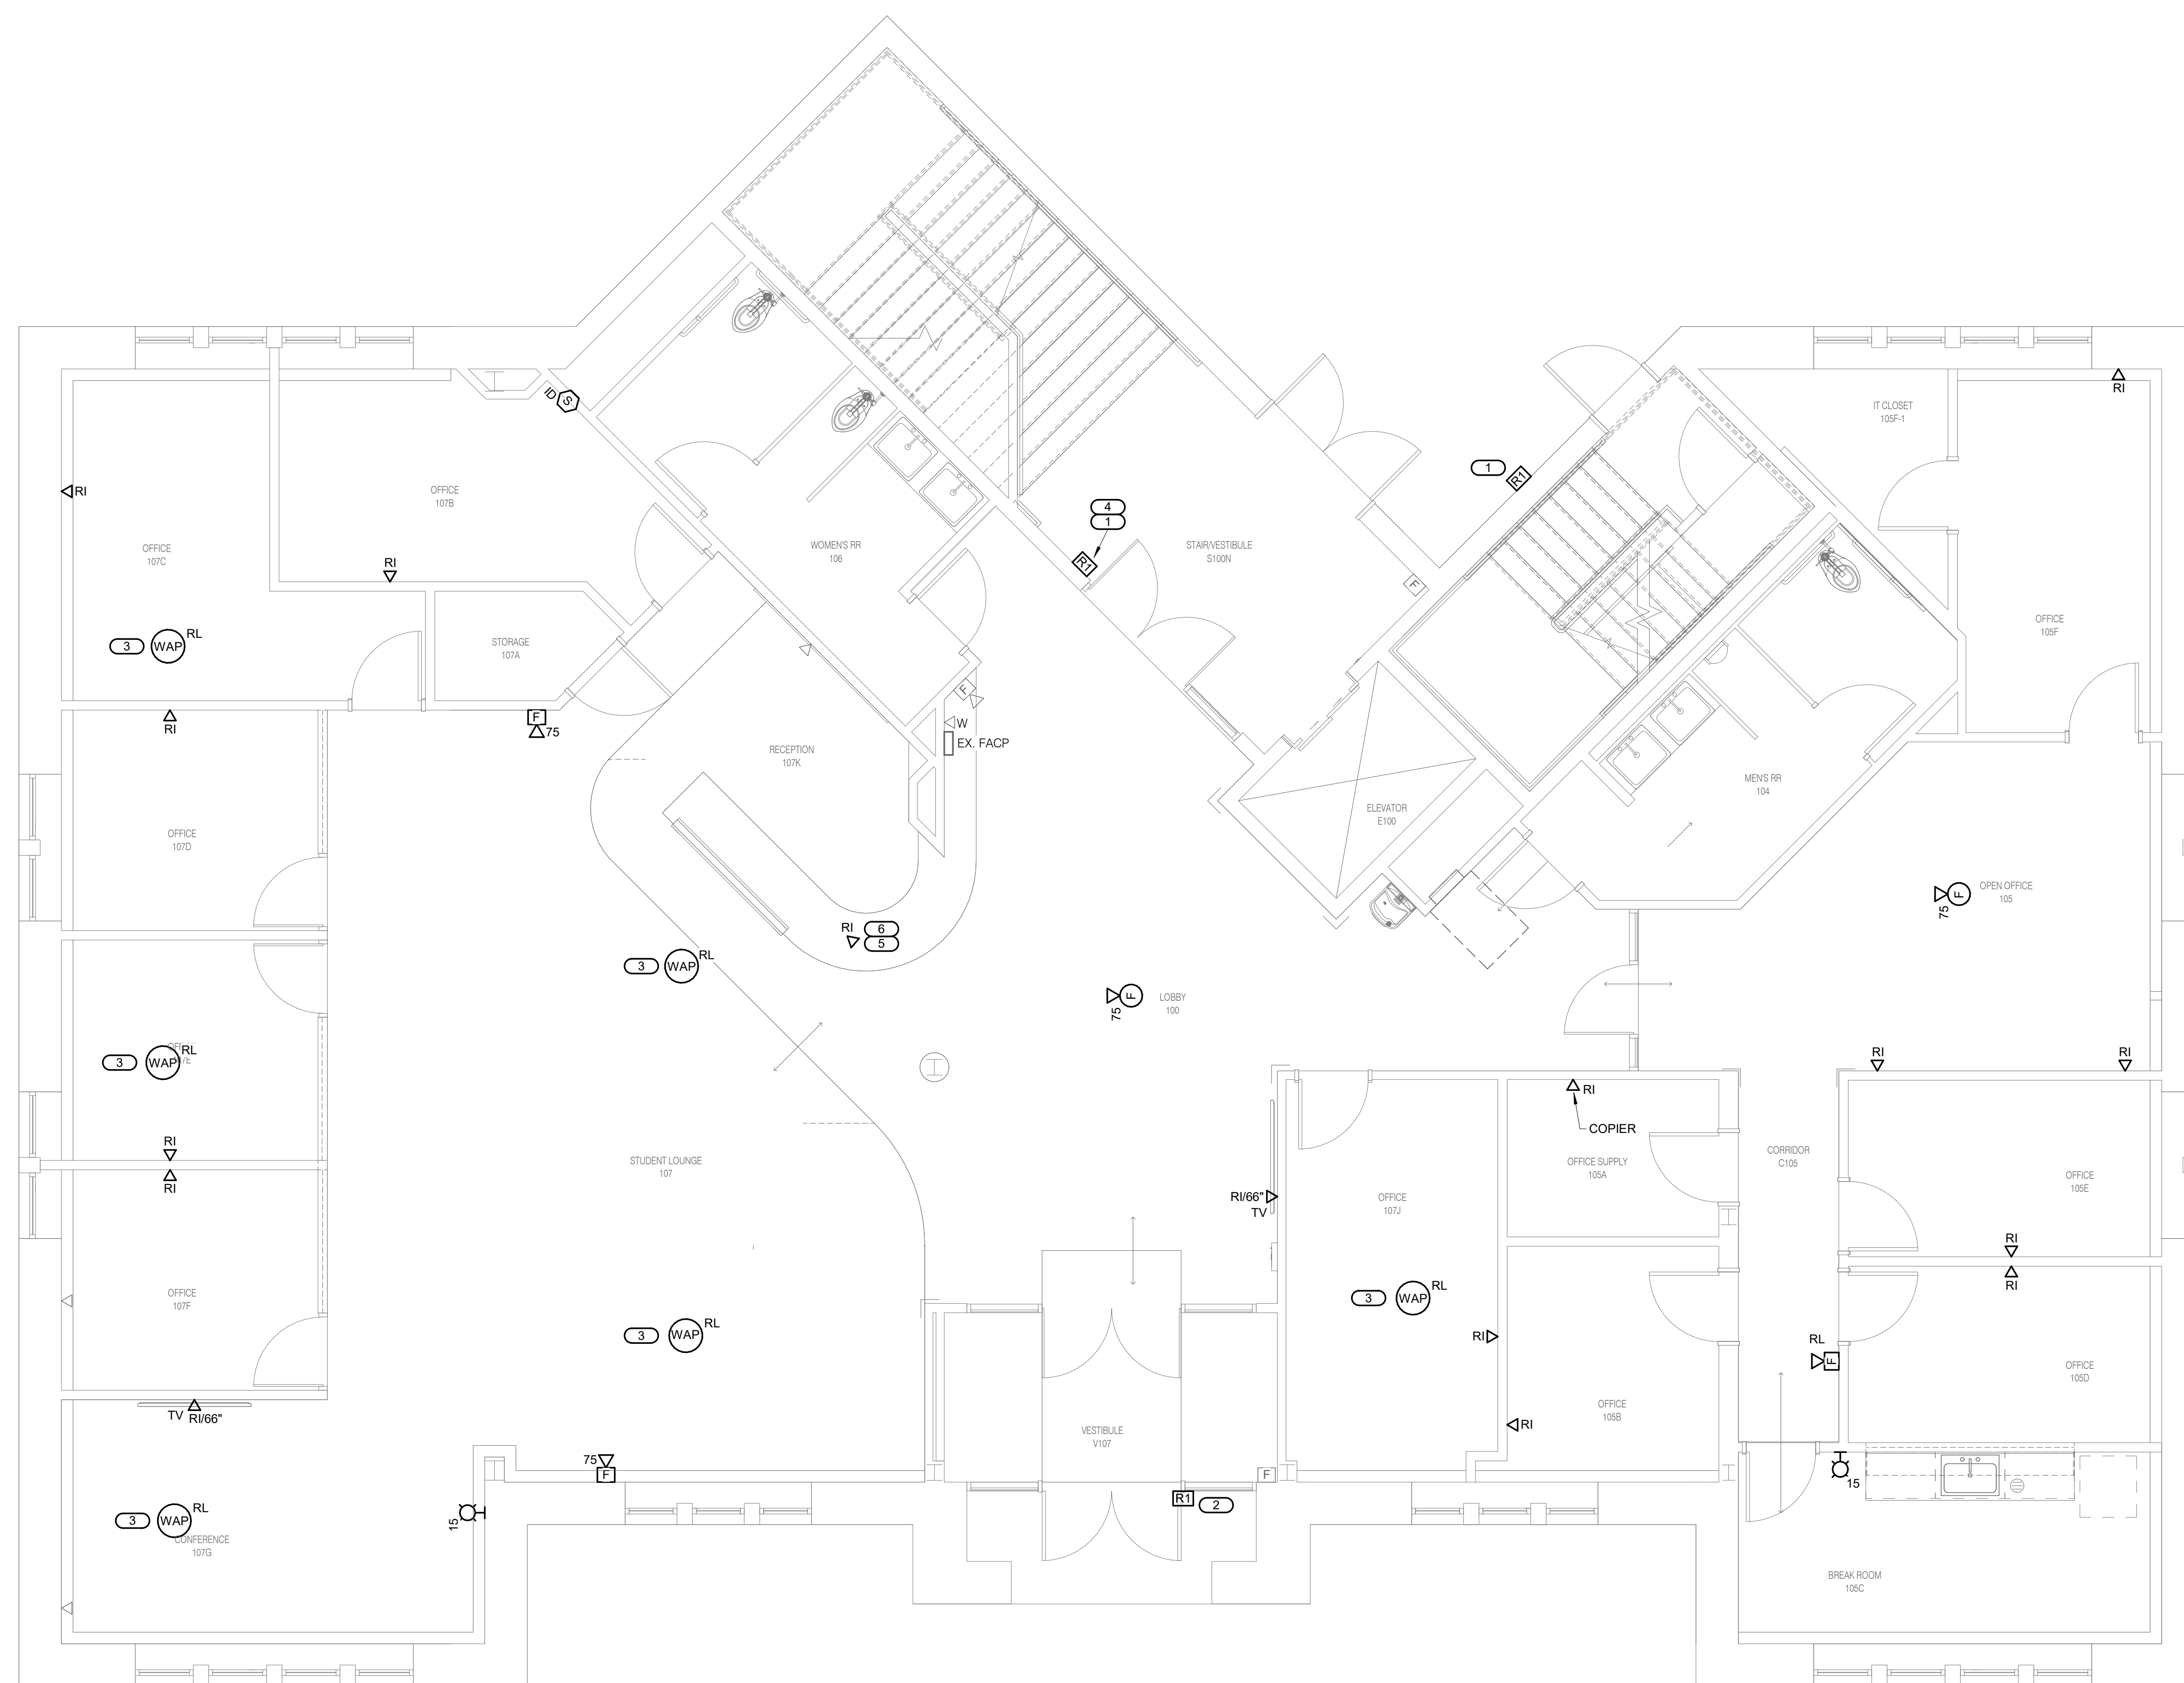 IT CLOSET
105F-1
RI
ID
S
RI
OFFICE
107B
1
R1
4
1
R1
STAIR/VESTIBULE
S100N
WOMEN'S RR
106
OFFICE
107C
RI
F
OFFICE
105F
3
WAP
RL
STORAGE
107A
F
RI
F
75
W
EX. FACP
RECEPTION
107K
MEN'S RR
104
ELEVATOR
E100
OFFICE
107D
OPEN OFFICE
105
F
75
RI
6
5
3
WAP
RL
LOBBY
100
F
75
3
WAP
RL
RI
RI
RI
COPIER
RI
RI
STUDENT LOUNGE
107
OFFICE SUPPLY
105A
CORRIDOR
C105
OFFICE
105E
RI/66"
TV
OFFICE
107J
RI
RI
OFFICE
107F
3
WAP
RL
3
WAP
RL
RI
RL
F
OFFICE
105D
TV
RI/66"
OFFICE
105B
RI
VESTIBULE
V107
75
F
F
R1
2
15
15
3
WAP
RL
CONFERENCE
107G
BREAK ROOM
105C